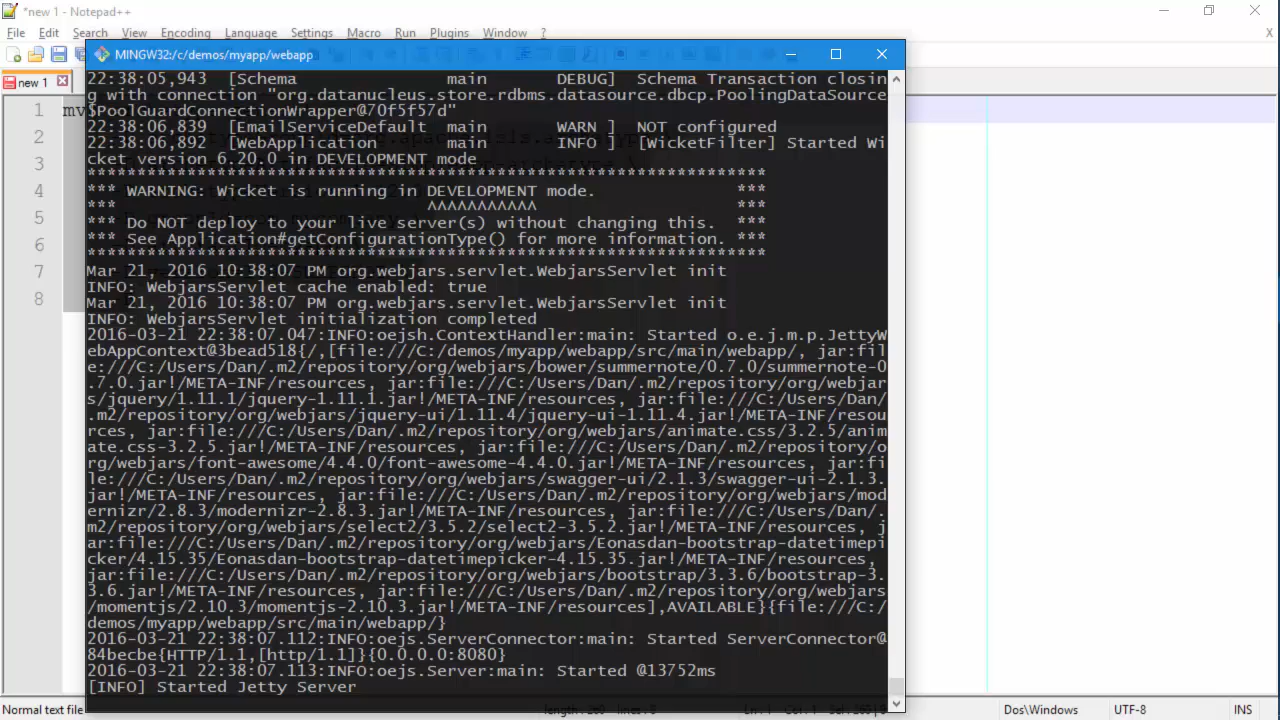 *new 1 - Notepad++
File Edit Search View Encoding Language Settings Macro Run Plugins Window ?
new 1
MINGW32:/c/demos/myapp/webapp
1
2
3
4
5
6
7
8
22:38:05,943 [Schema main DEBUG] Schema Transaction closin
g with connection "org.datanucleus.store.rdbms.datasource.dbcp.PoolingDataSource
$PoolGuardConnectionWrapper@70f5f57d"
22:38:06,839 [EmailServiceDefault main WARN ] NOT configured
22:38:06,892 [WebApplication main INFO ] [WicketFilter] Started Wi
cket version 6.20.0 in DEVELOPMENT mode
********************************************************************
*** WARNING: Wicket is running in DEVELOPMENT mode. ***
*** ^^^^^^^^^^^ ***
*** Do NOT deploy to your live server(s) without changing this. ***
*** See Application#getConfigurationType() for more information. ***
********************************************************************
Mar 21, 2016 10:38:07 PM org.webjars.servlet.WebjarsServlet init
INFO: WebjarsServlet cache enabled: true
Mar 21, 2016 10:38:07 PM org.webjars.servlet.WebjarsServlet init
INFO: WebjarsServlet initialization completed
2016-03-21 22:38:07.047:INFO:oejsh.ContextHandler:main: Started o.e.j.m.p.JettyW
ebAppContext@3bead518{/,[file:///C:/demos/myapp/webapp/src/main/webapp/, jar:fil
e:///C:/Users/Dan/.m2/repository/org/webjars/bower/summernote/0.7.0/summernote-0
.7.0.jar!/META-INF/resources, jar:file:///C:/Users/Dan/.m2/repository/org/webjar
s/jquery/1.11.1/jquery-1.11.1.jar!/META-INF/resources, jar:file:///C:/Users/Dan/
.m2/repository/org/webjars/jquery-ui/1.11.4/jquery-ui-1.11.4.jar!/META-INF/resou
rces, jar:file:///C:/Users/Dan/.m2/repository/org/webjars/animate.css/3.2.5/anim
ate.css-3.2.5.jar!/META-INF/resources, jar:file:///C:/Users/Dan/.m2/repository/o
rg/webjars/font-awesome/4.4.0/font-awesome-4.4.0.jar!/META-INF/resources, jar:fi
le:///C:/Users/Dan/.m2/repository/org/webjars/swagger-ui/2.1.3/swagger-ui-2.1.3.
jar!/META-INF/resources, jar:file:///C:/Users/Dan/.m2/repository/org/webjars/mod
ernizr/2.8.3/modernizr-2.8.3.jar!/META-INF/resources, jar:file:///C:/Users/Dan/.
m2/repository/org/webjars/select2/3.5.2/select2-3.5.2.jar!/META-INF/resources, j
ar:file:///C:/Users/Dan/.m2/repository/org/webjars/Eonasdan-bootstrap-datetimepi
cker/4.15.35/Eonasdan-bootstrap-datetimepicker-4.15.35.jar!/META-INF/resources,
jar:file:///C:/Users/Dan/.m2/repository/org/webjars/bootstrap/3.3.6/bootstrap-3.
3.6.jar!/META-INF/resources, jar:file:///C:/Users/Dan/.m2/repository/org/webjars
/momentjs/2.10.3/momentjs-2.10.3.jar!/META-INF/resources],AVAILABLE}{file:///C:/
demos/myapp/webapp/src/main/webapp/}
2016-03-21 22:38:07.112:INFO:oejs.ServerConnector:main: Started ServerConnector@
84becbe{HTTP/1.1,[http/1.1]}{0.0.0.0:8080}
2016-03-21 22:38:07.113:INFO:oejs.Server:main: Started @13752ms
[INFO] Started Jetty Server
Normal text file
Dos\Windows UTF-8 INS